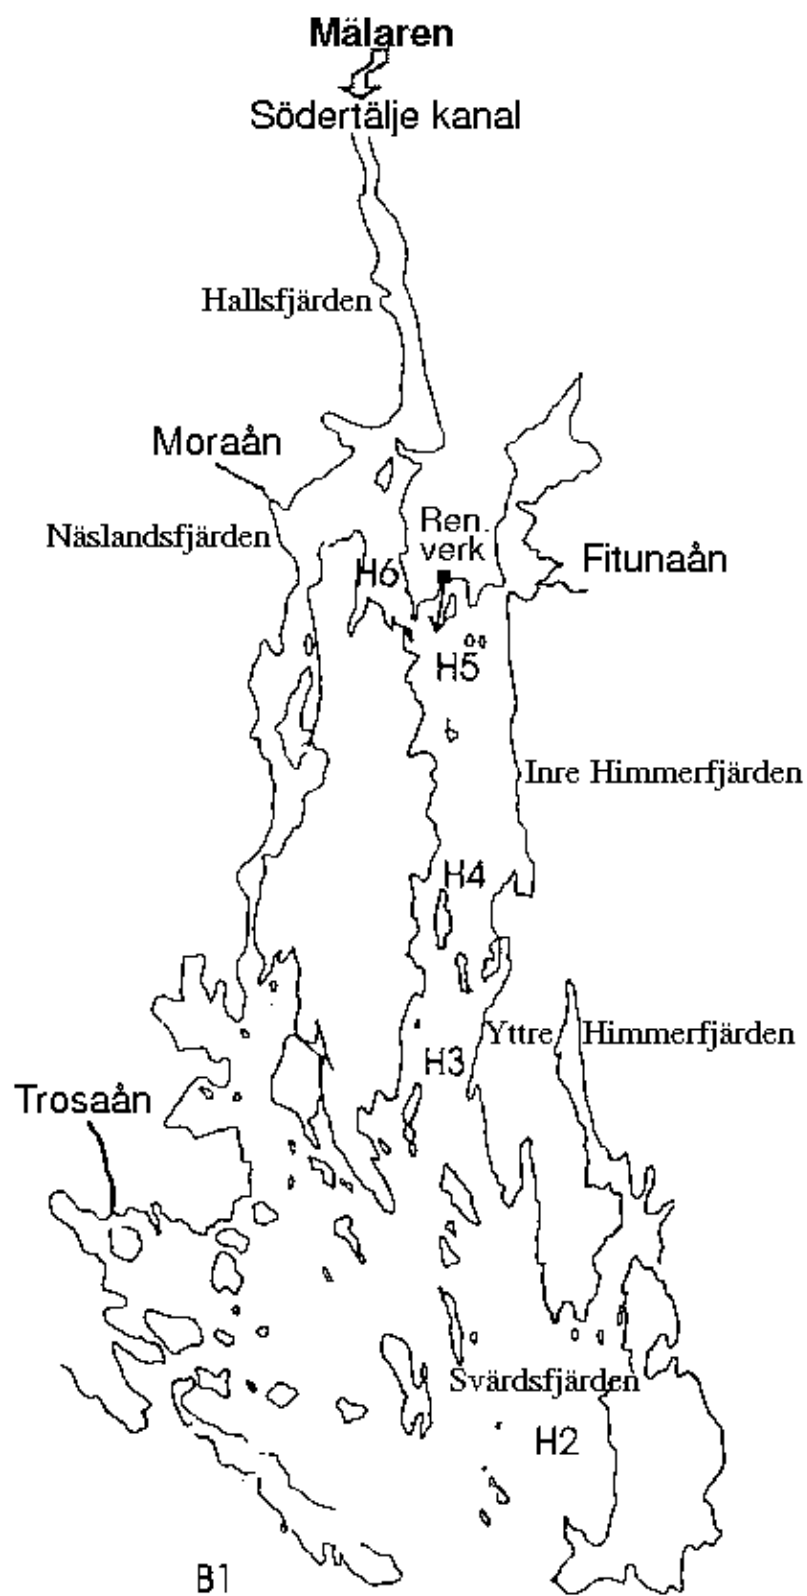 Mälaren
Södertälje kanal
Hallsfjärden
Moraån
Näslandsfjärden
Ren.
verk
H6
Fitunaån
H5
Inre Himmerfjärden
H4
Yttre Himmerfjärden
H3
Trosaån
Svärdsfjärden
H2
B1